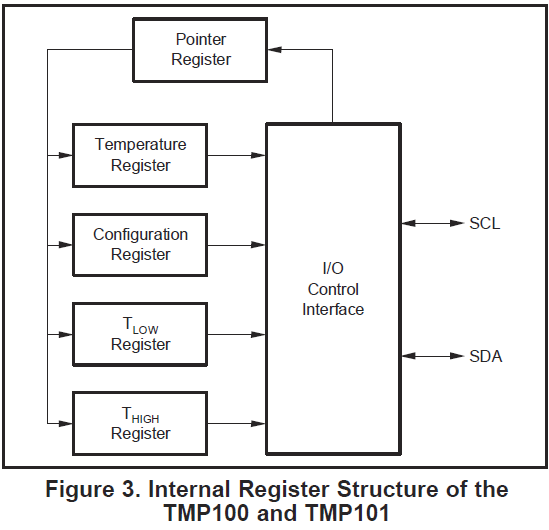 Pointer
Register
Temperature
Register
Configuration
Register
TLOW
Register
THIGH
Register
I/O
Control
Interface
SCL
SDA
Figure 3. Internal Register Structure of the
TMP100 and TMP101